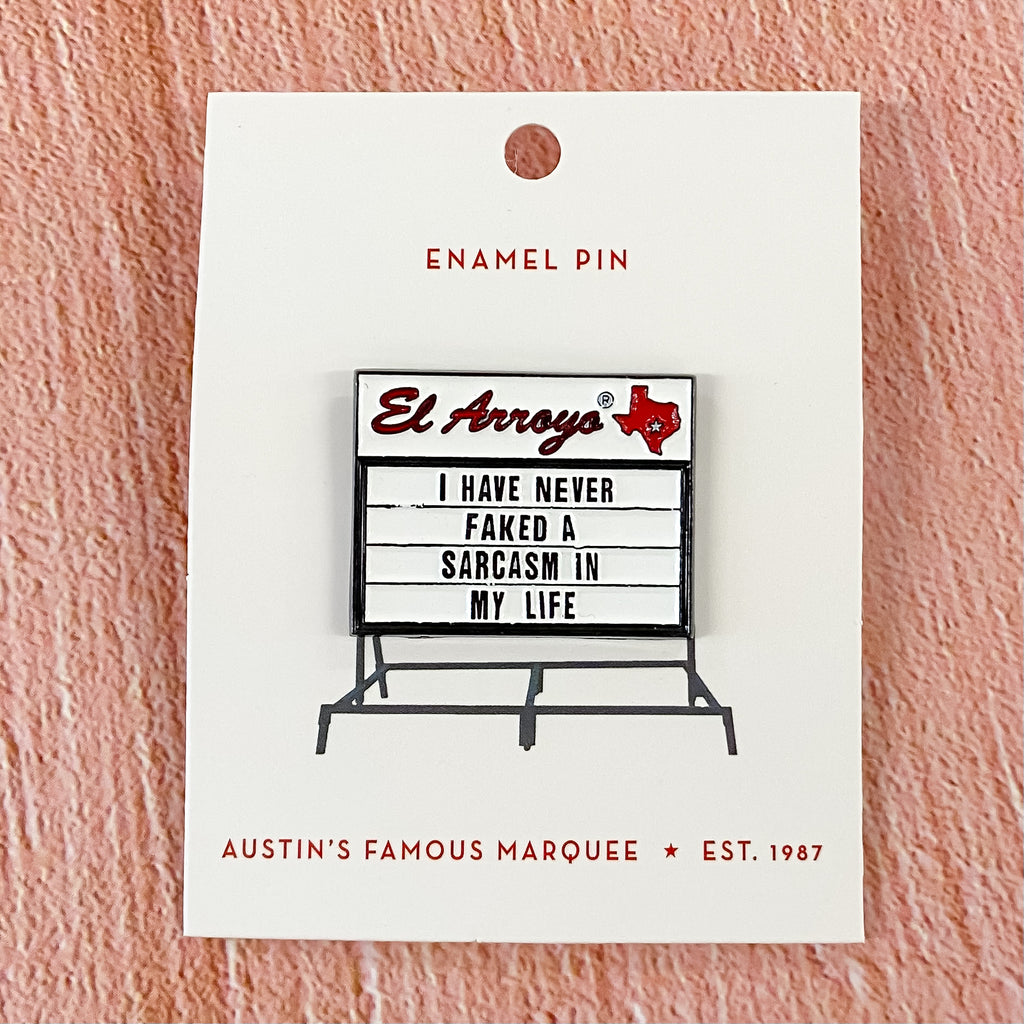 ENAMEL PIN
El Arroyo®
I HAVE NEVER
FAKED A
SARCASM IN
MY LIFE
AUSTIN'S FAMOUS MARQUEE ★ EST. 1987